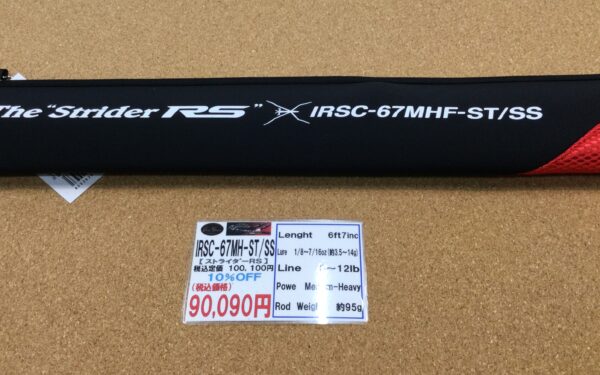 The "Strider RS" IRSC-67MHF-ST/SS
IRSC-67MH-ST/SS
【ストライダーRS】
税込定価 100,100円
10%OFF
(税込価格)
90,090円
Lenght 6ft7inc
Lure 1/8~7/16oz(約3.5~14g)
Line ~12lb
Powe Medium-Heavy
Rod Weight 約95g